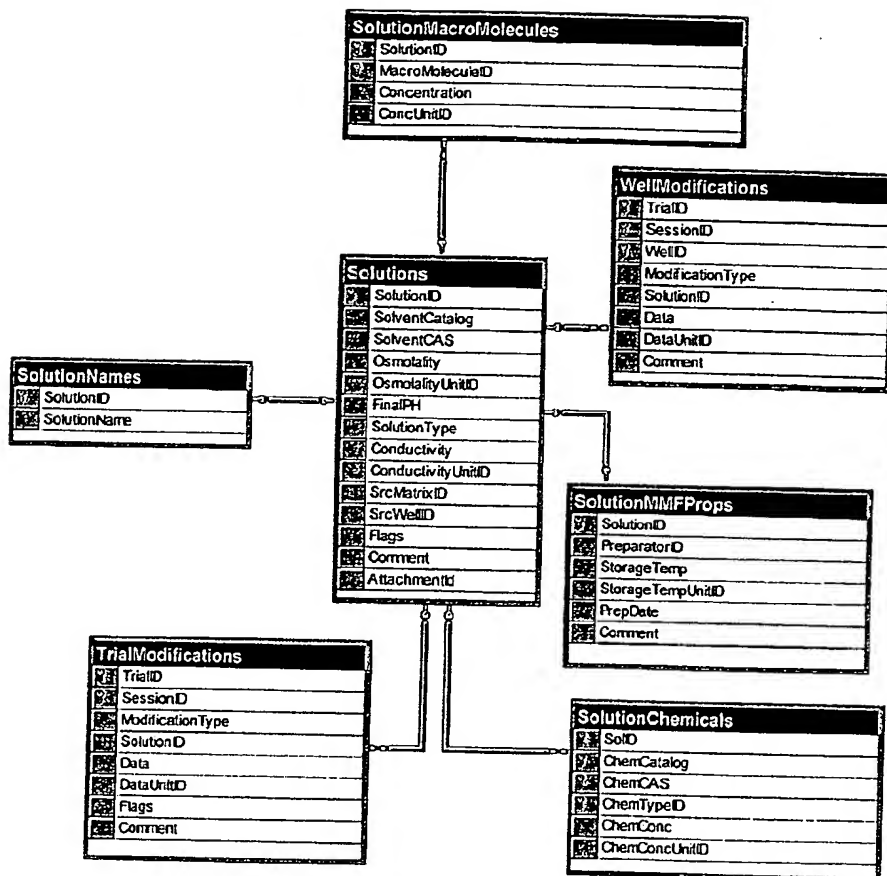 SolutionMacroMolecules
SolutionID
MacroMoleculeID
Concentration
ConcUnitID
WellModifications
TrialID
SessionID
WellID
ModificationType
SolutionID
Data
DataUnitID
Comment
Solutions
SolutionID
SolventCatalog
SolventCAS
Osmolality
OsmolalityUnitID
FinalPH
SolutionType
Conductivity
ConductivityUnitID
SrcMatrixID
SrcWellID
Flags
Comment
AttachmentId
SolutionNames
SolutionID
SolutionName
SolutionMMFProps
SolutionID
PreparatorID
StorageTemp
StorageTempUnitID
PrepDate
Comment
TrialModifications
TrialID
SessionID
ModificationType
SolutionID
Data
DataUnitID
Flags
Comment
SolutionChemicals
SolID
ChemCatalog
ChemCAS
ChemTypeID
ChemConc
ChemConcUnitID